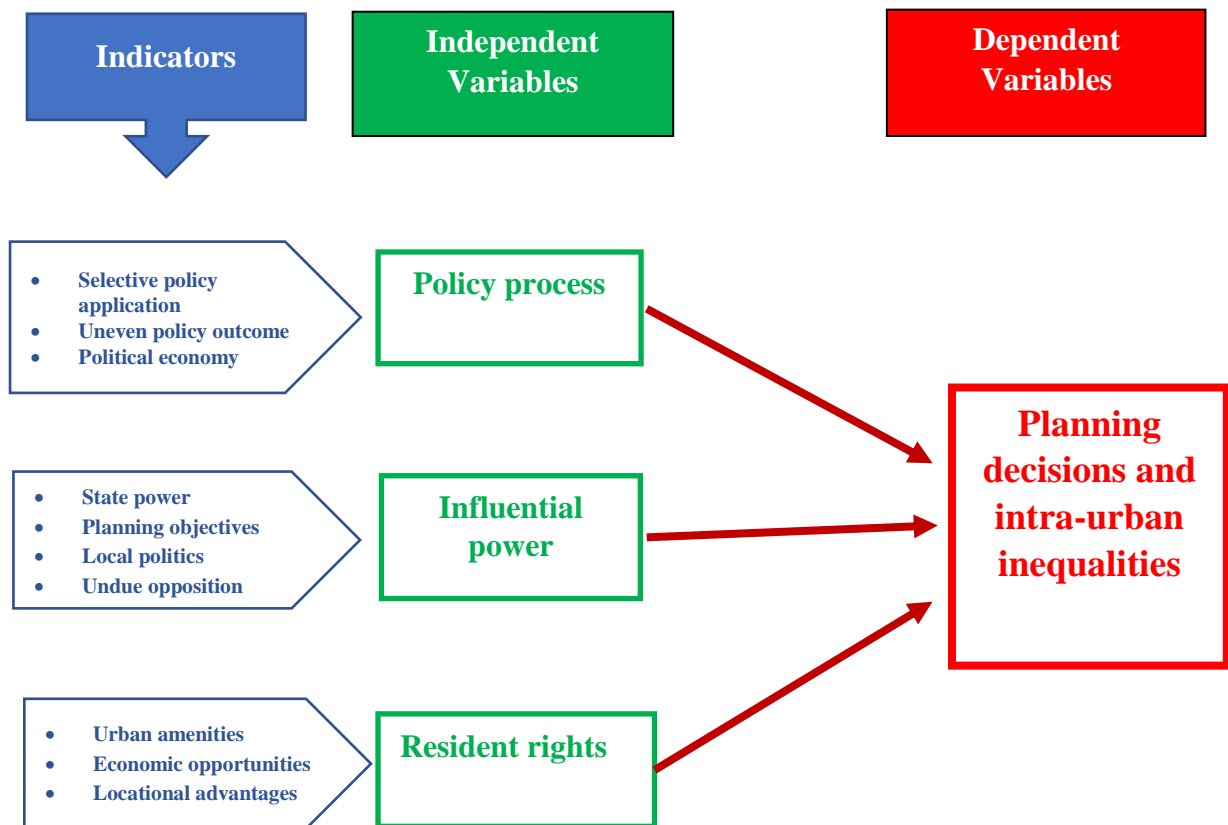 Indicators
Independent
Variables
Dependent
Variables
• Selective policy
application
• Uneven policy outcome
• Political economy
Policy process
• State power
• Planning objectives
• Local politics
• Undue opposition
Influential
power
Planning
decisions and
intra-urban
inequalities
• Urban amenities
• Economic opportunities
• Locational advantages
Resident rights